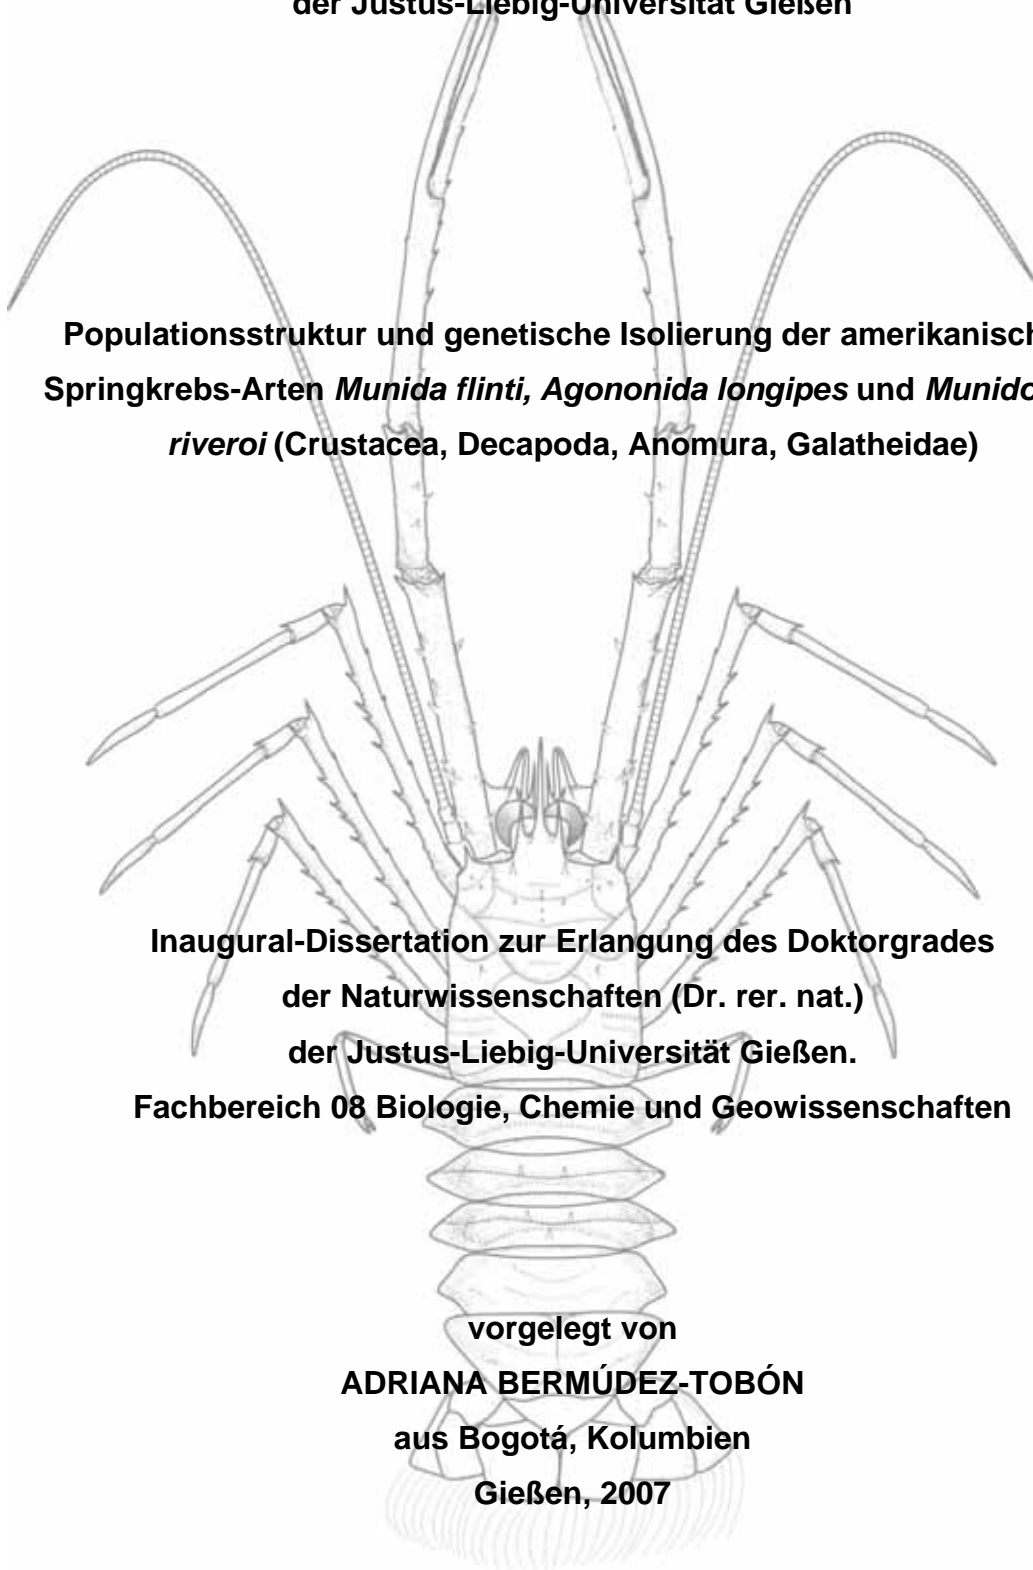 der Justus-Liebig-Universität Gießen
Populationsstruktur und genetische Isolierung der amerikanisch
Springkrebs-Arten Munida flinti, Agononida longipes und Munido
riveroi (Crustacea, Decapoda, Anomura, Galatheidae)
Inaugural-Dissertation zur Erlangung des Doktorgrades
der Naturwissenschaften (Dr. rer. nat.)
der Justus-Liebig-Universität Gießen.
Fachbereich 08 Biologie, Chemie und Geowissenschaften
vorgelegt von
ADRIANA BERMÚDEZ-TOBÓN
aus Bogotá, Kolumbien
Gießen, 2007